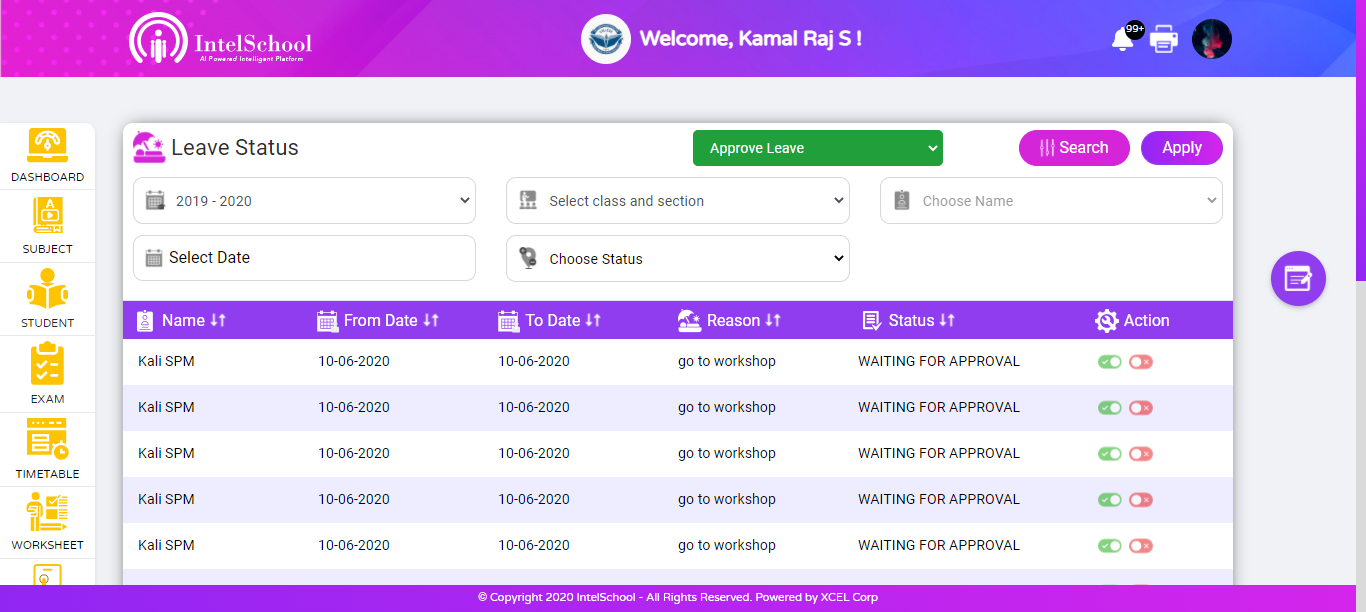 IntelSchool
AI Powered Intelligent Platform
Welcome, Kamal Raj S !
99+
DASHBOARD
SUBJECT
STUDENT
EXAM
TIMETABLE
WORKSHEET
Leave Status
Approve Leave
Search
Apply
2019 - 2020
Select class and section
Choose Name
Select Date
Choose Status
Name From Date To Date Reason Status Action
Kali SPM 10-06-2020 10-06-2020 go to workshop WAITING FOR APPROVAL
Kali SPM 10-06-2020 10-06-2020 go to workshop WAITING FOR APPROVAL
Kali SPM 10-06-2020 10-06-2020 go to workshop WAITING FOR APPROVAL
Kali SPM 10-06-2020 10-06-2020 go to workshop WAITING FOR APPROVAL
Kali SPM 10-06-2020 10-06-2020 go to workshop WAITING FOR APPROVAL
© Copyright 2020 IntelSchool - All Rights Reserved. Powered by XCEL Corp